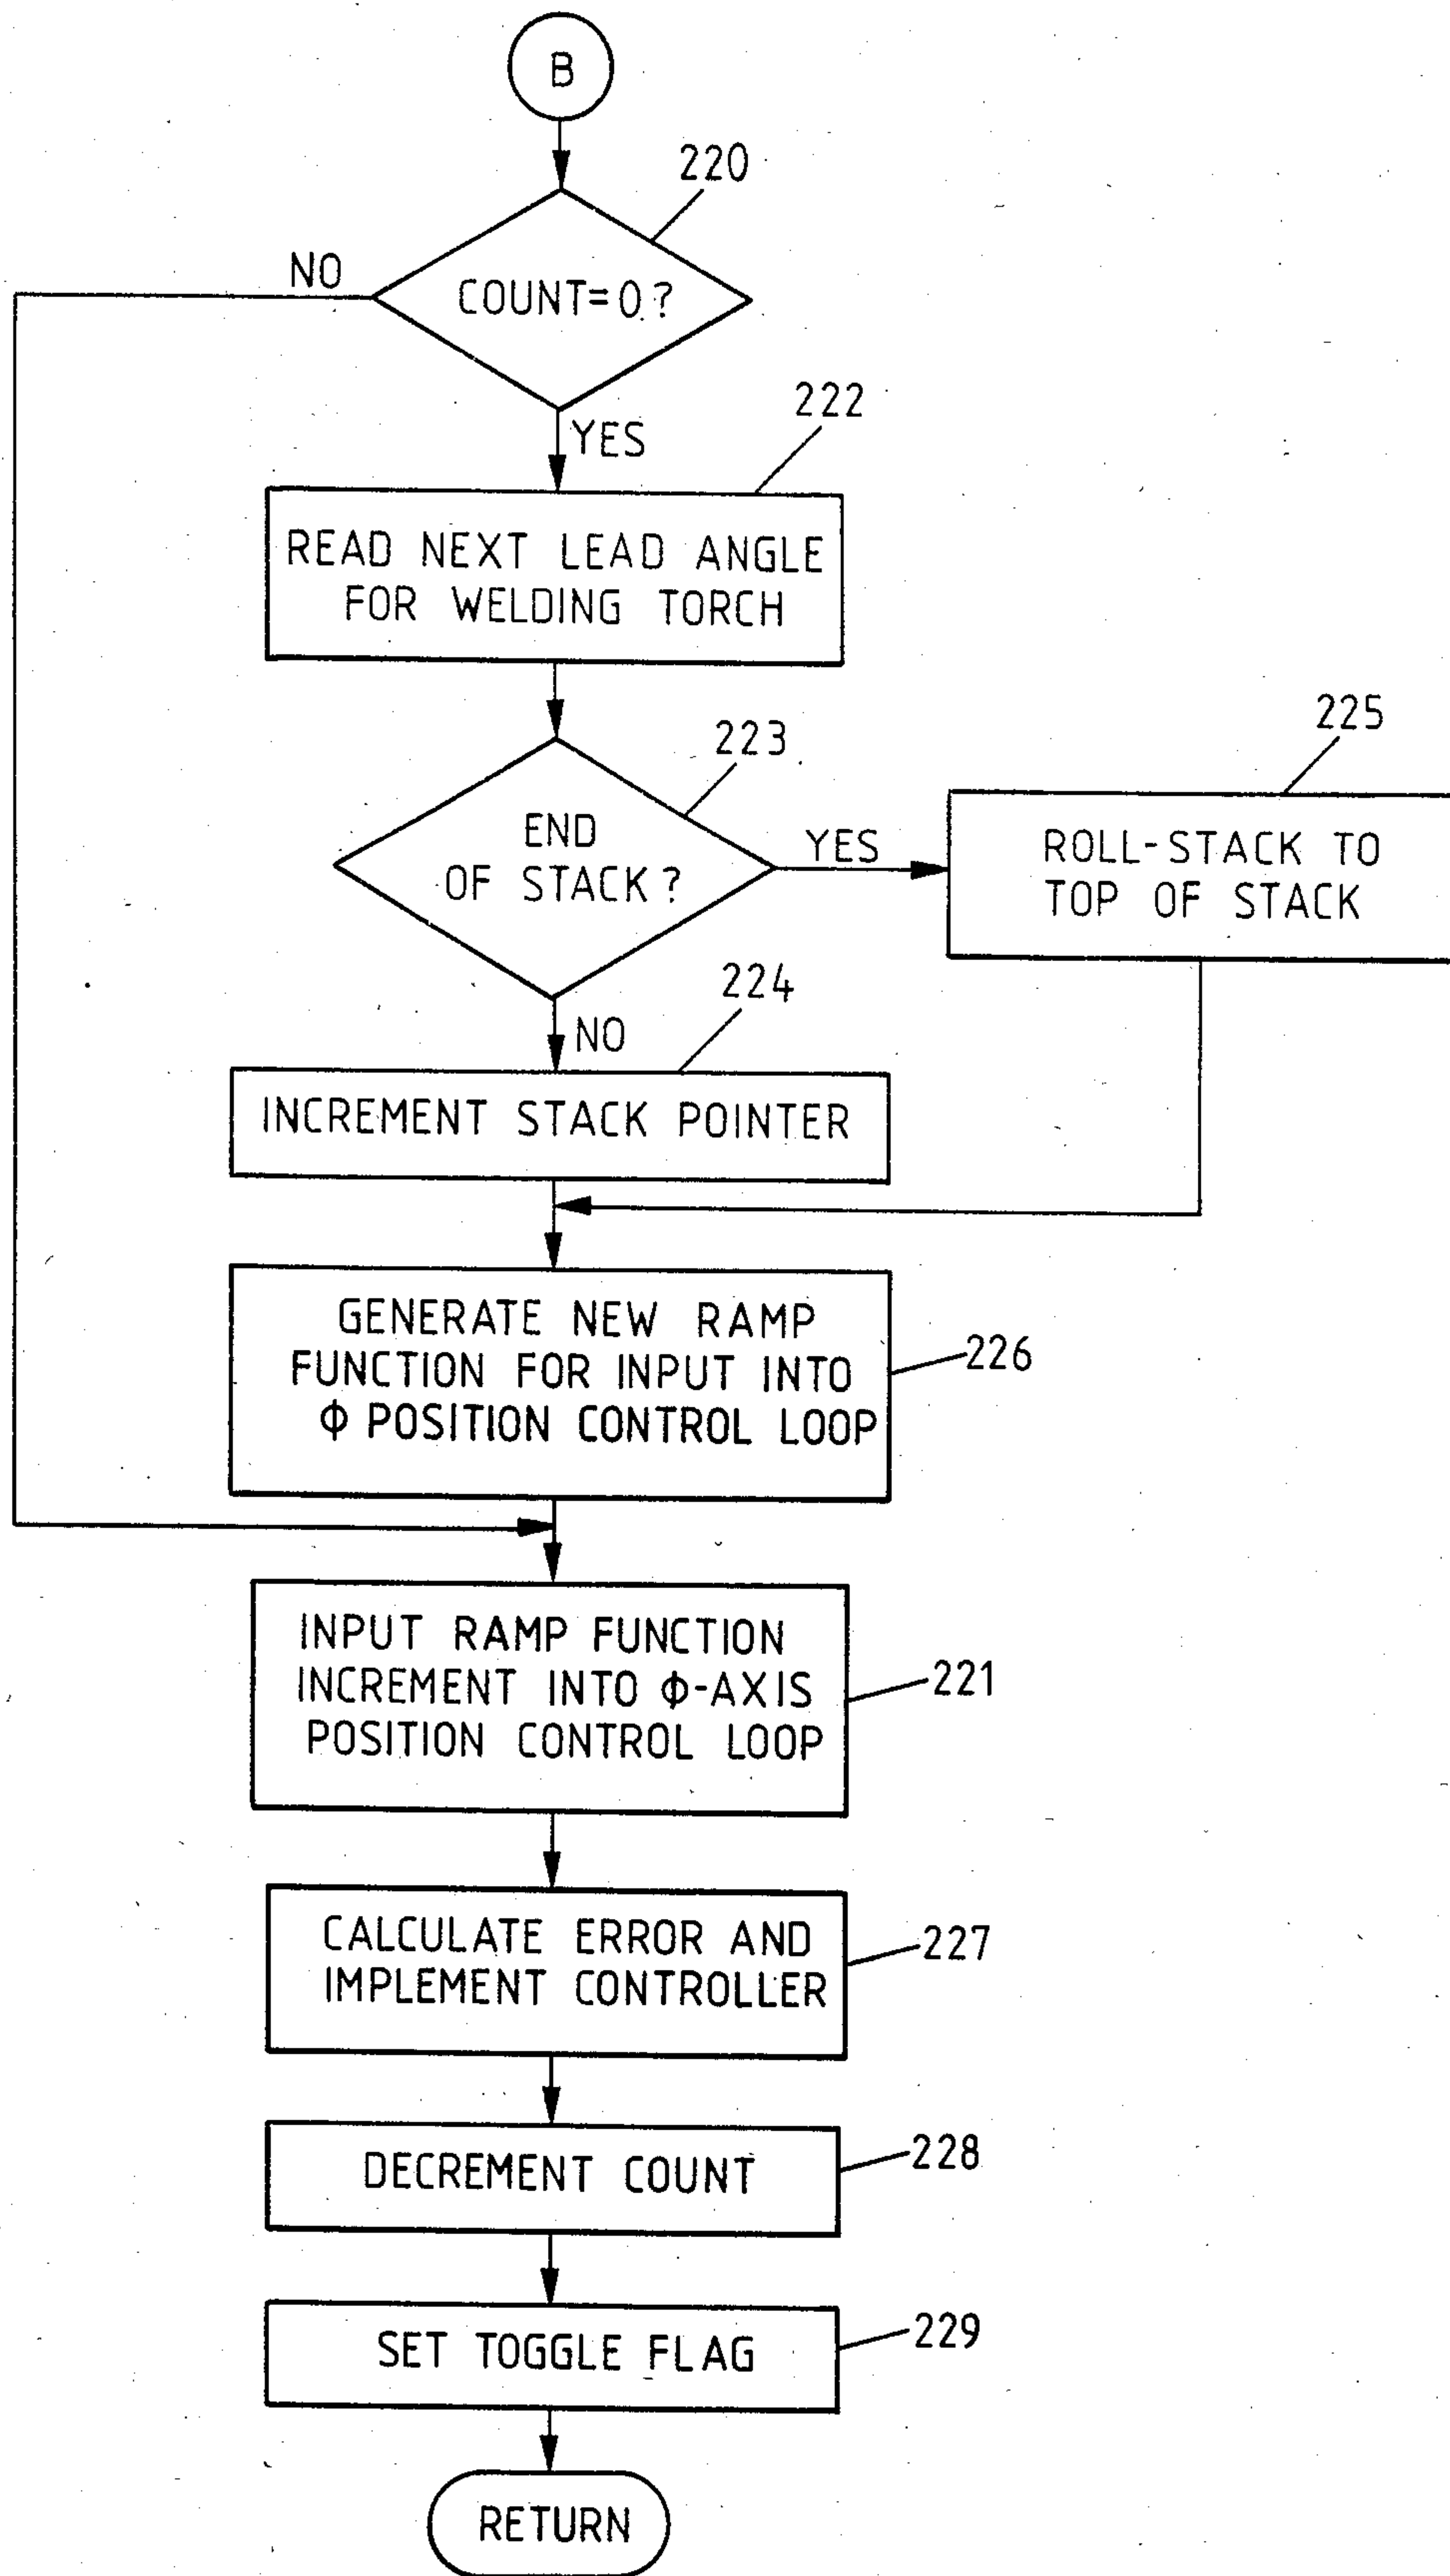 B
220
NO
COUNT=0?
222
YES
READ NEXT LEAD ANGLE
FOR WELDING TORCH
223
225
END
OF STACK?
YES
ROLL-STACK TO
TOP OF STACK
224
NO
INCREMENT STACK POINTER
GENERATE NEW RAMP
FUNCTION FOR INPUT INTO
Φ POSITION CONTROL LOOP
226
INPUT RAMP FUNCTION
INCREMENT INTO Φ-AXIS
POSITION CONTROL LOOP
221
CALCULATE ERROR AND
IMPLEMENT CONTROLLER
227
DECREMENT COUNT
228
SET TOGGLE FLAG
229
RETURN